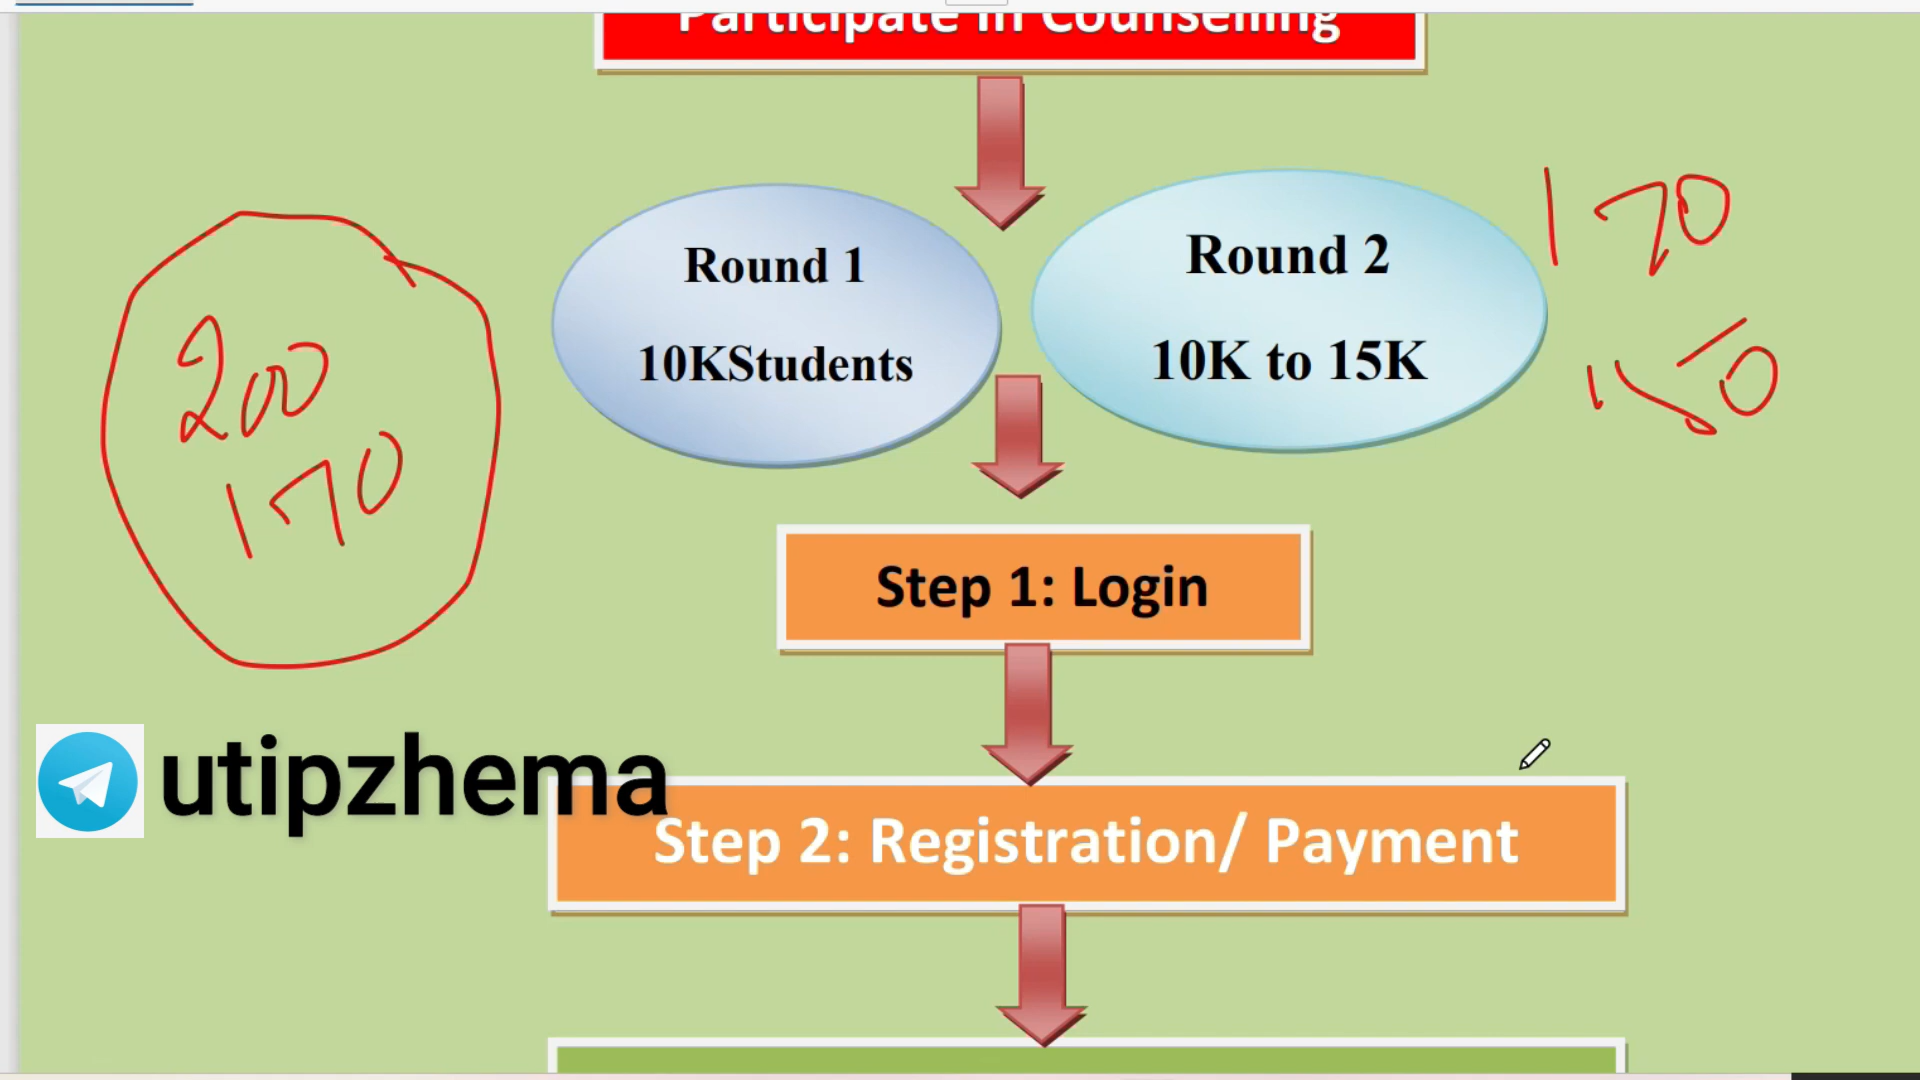 Participate in Counselling
Round 1
10KStudents
Round 2
10K to 15K
170
150
200
170
Step 1: Login
utipzhema
Step 2: Registration/ Payment